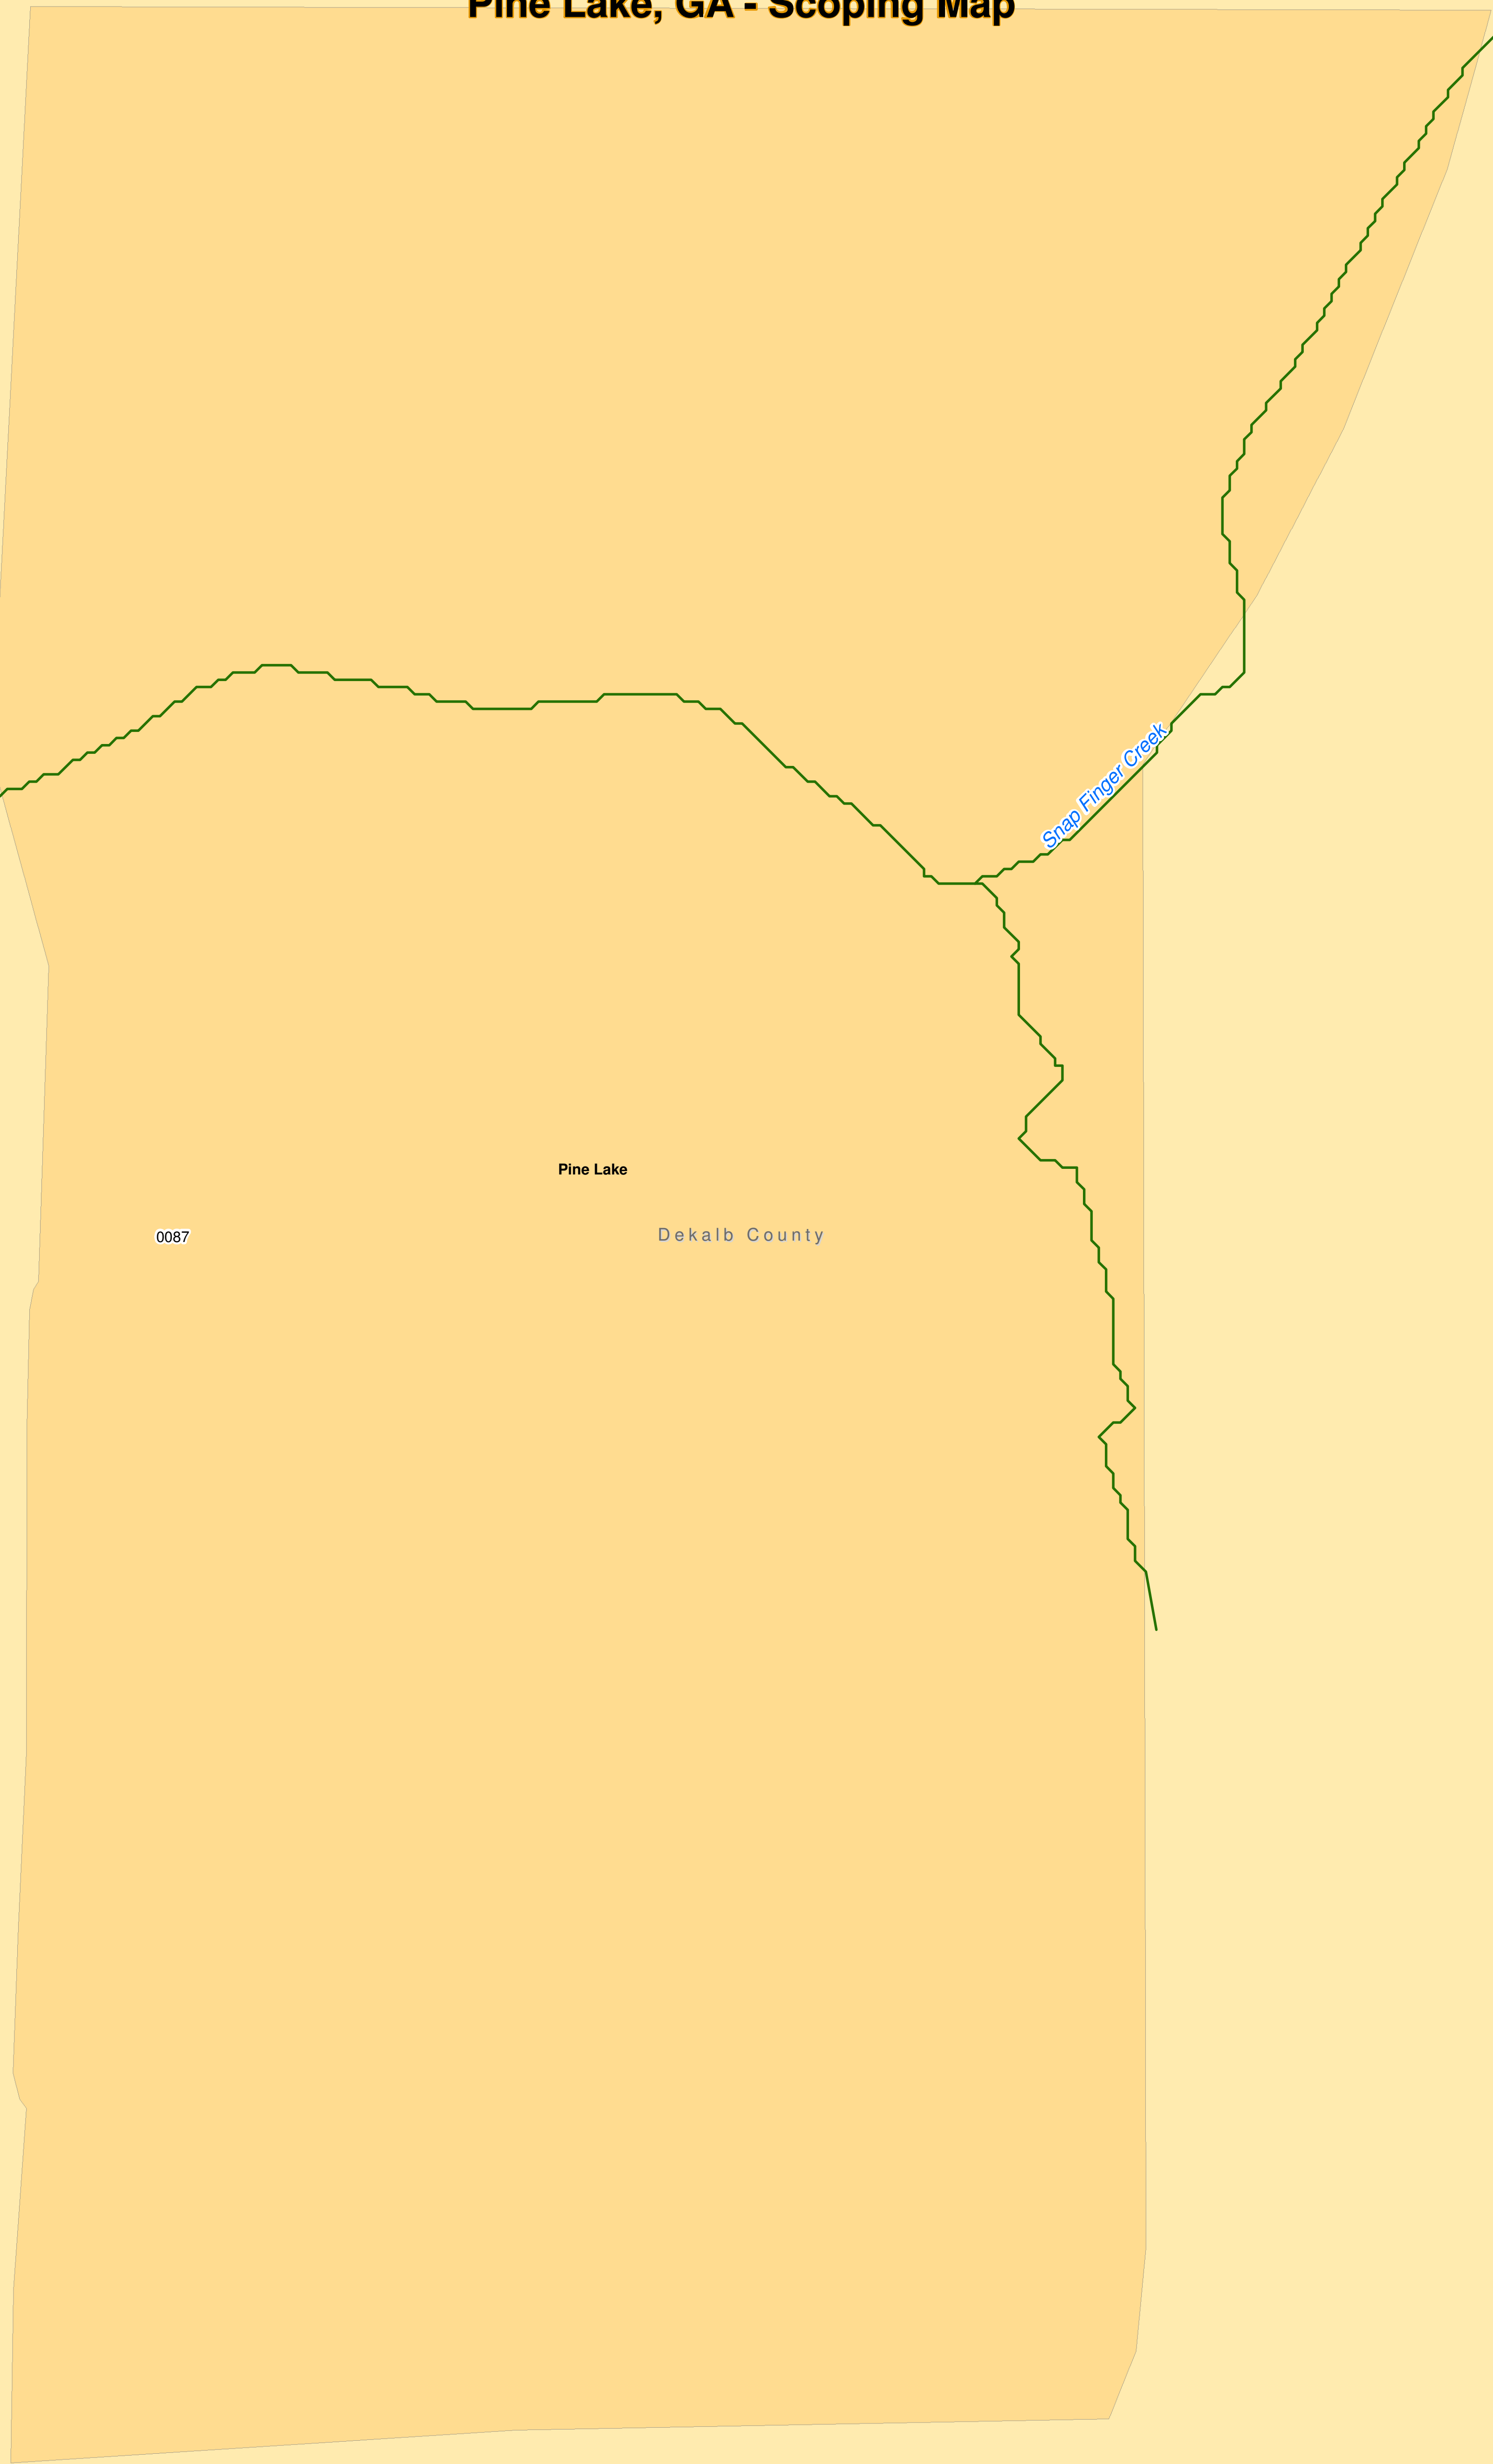 Pine Lake, GA - Scoping Map
Snap Finger Creek
Pine Lake
Dekalb County
0087